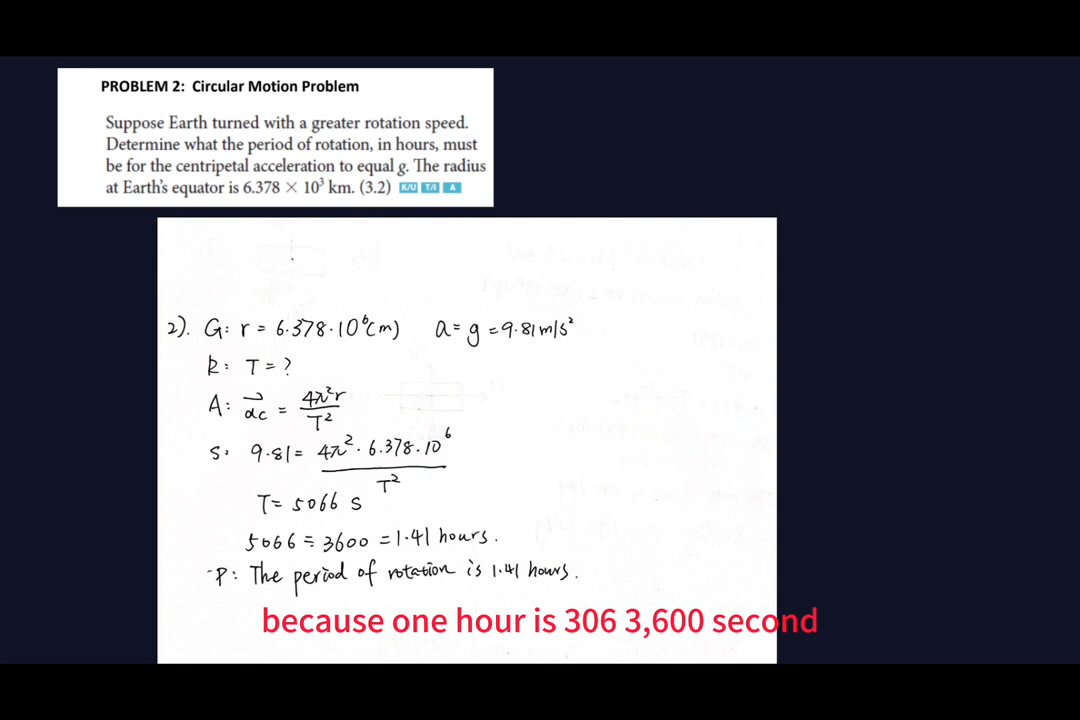 PROBLEM 2: Circular Motion Problem
Suppose Earth turned with a greater rotation speed.
Determine what the period of rotation, in hours, must
be for the centripetal acceleration to equal g. The radius
at Earth's equator is 6.378 × 10³ km. (3.2) K/U T/I A
2). G: r = 6.378·10⁶(m) a = g = 9.81 m/s²
R: T = ?
A: a⃗c = 4π²r / T²
S: 9.81 = 4π² · 6.378 · 10⁶ / T²
T = 5066 s
5066 ÷ 3600 = 1.41 hours.
P: The period of rotation is 1.41 hours.
because one hour is 306 3,600 second